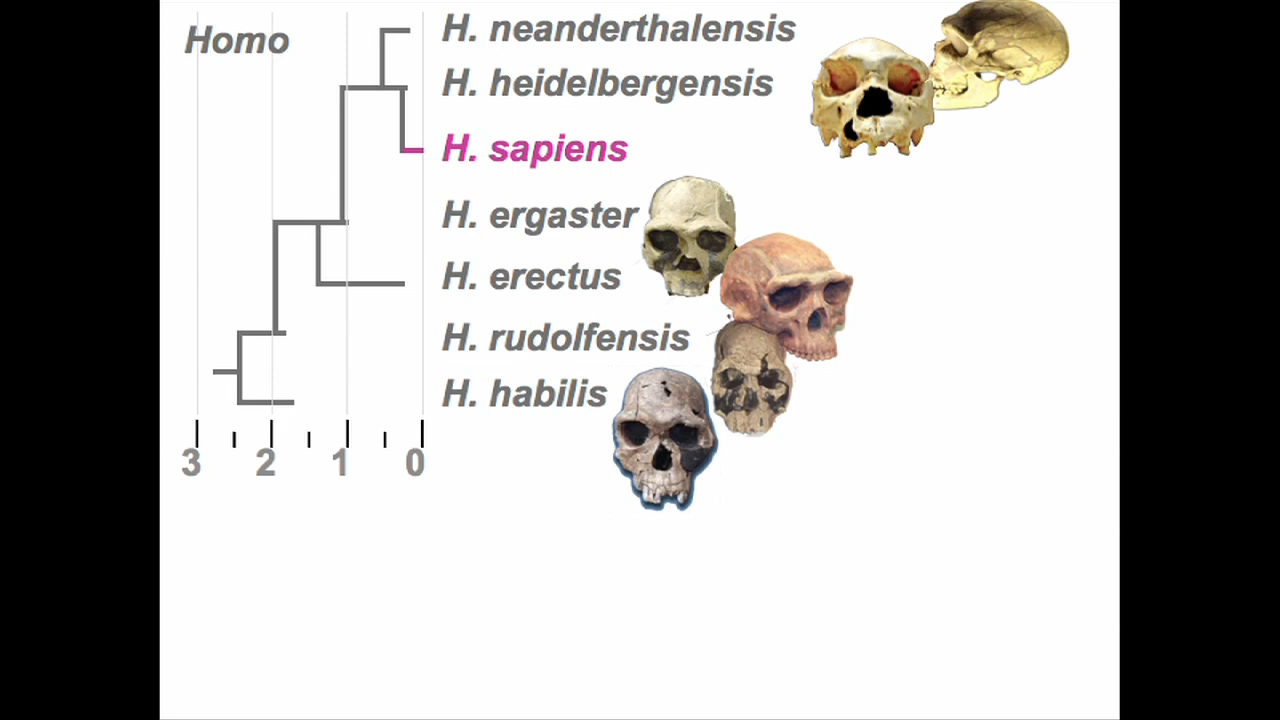 Homo
H. neanderthalensis
H. heidelbergensis
H. sapiens
H. ergaster
H. erectus
H. rudolfensis
H. habilis
3 2 1 0